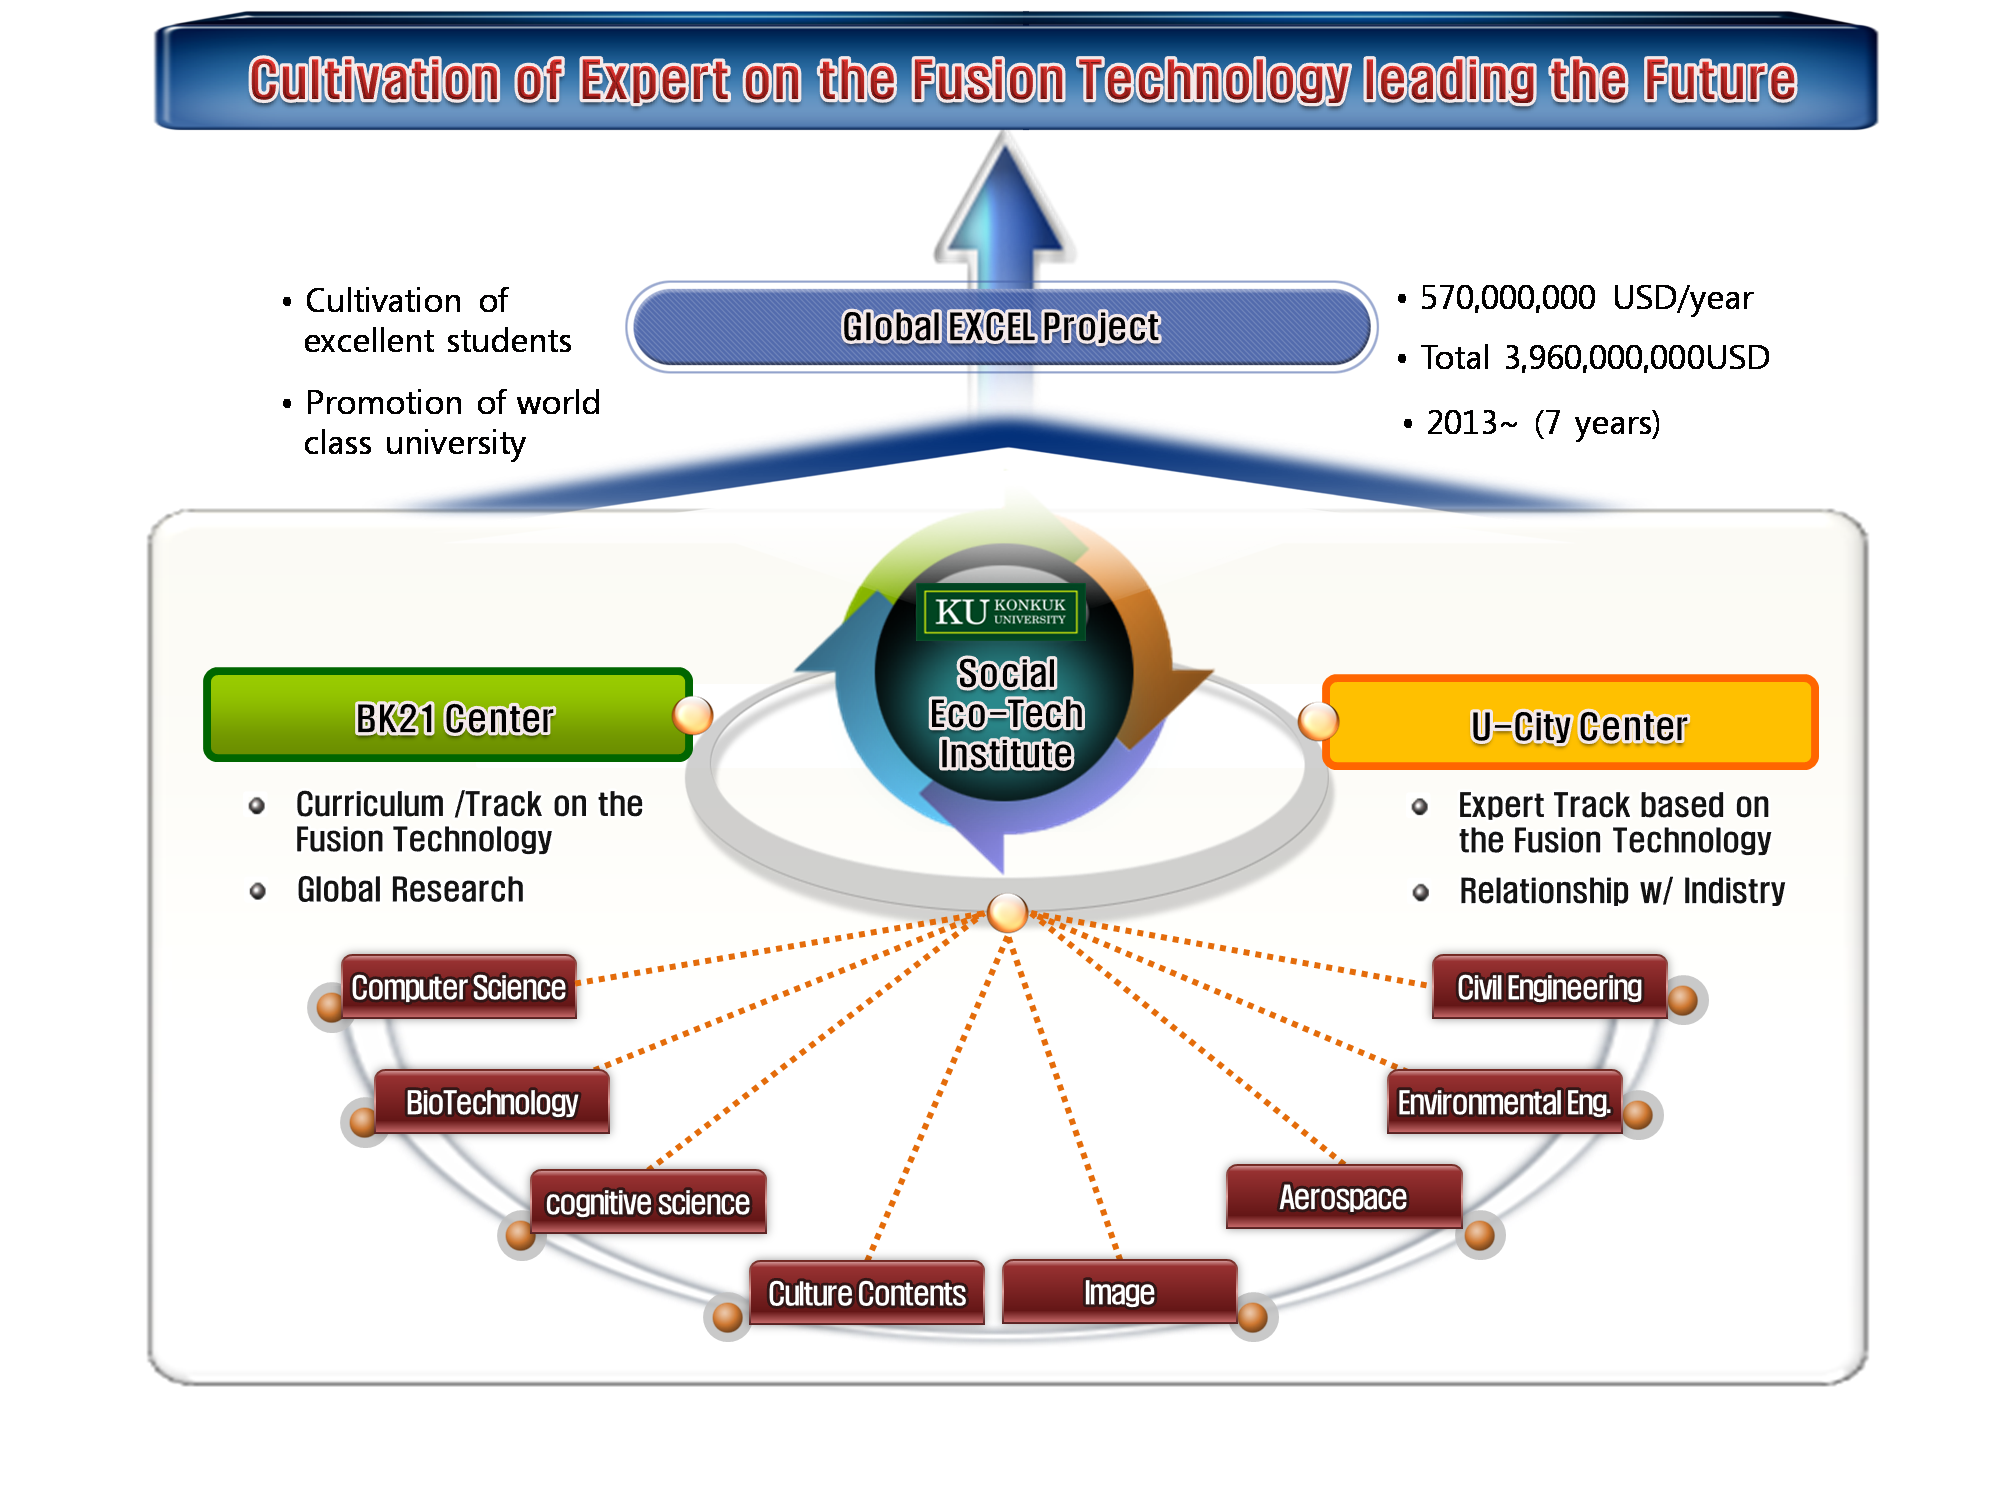 Cultivation of Expert on the Fusion Technology leading the Future
• Cultivation of
excellent students
• Promotion of world
class university
Global EXCEL Project
• 570,000,000 USD/year
• Total 3,960,000,000USD
• 2013~ (7 years)
KU KONKUK
UNIVERSITY
Social
Eco-Tech
Institute
BK21 Center
Curriculum /Track on the
Fusion Technology
Global Research
U-City Center
Expert Track based on
the Fusion Technology
Relationship w/ Indistry
Computer Science
Civil Engineering
BioTechnology
Environmental Eng.
cognitive science
Aerospace
Culture Contents
Image